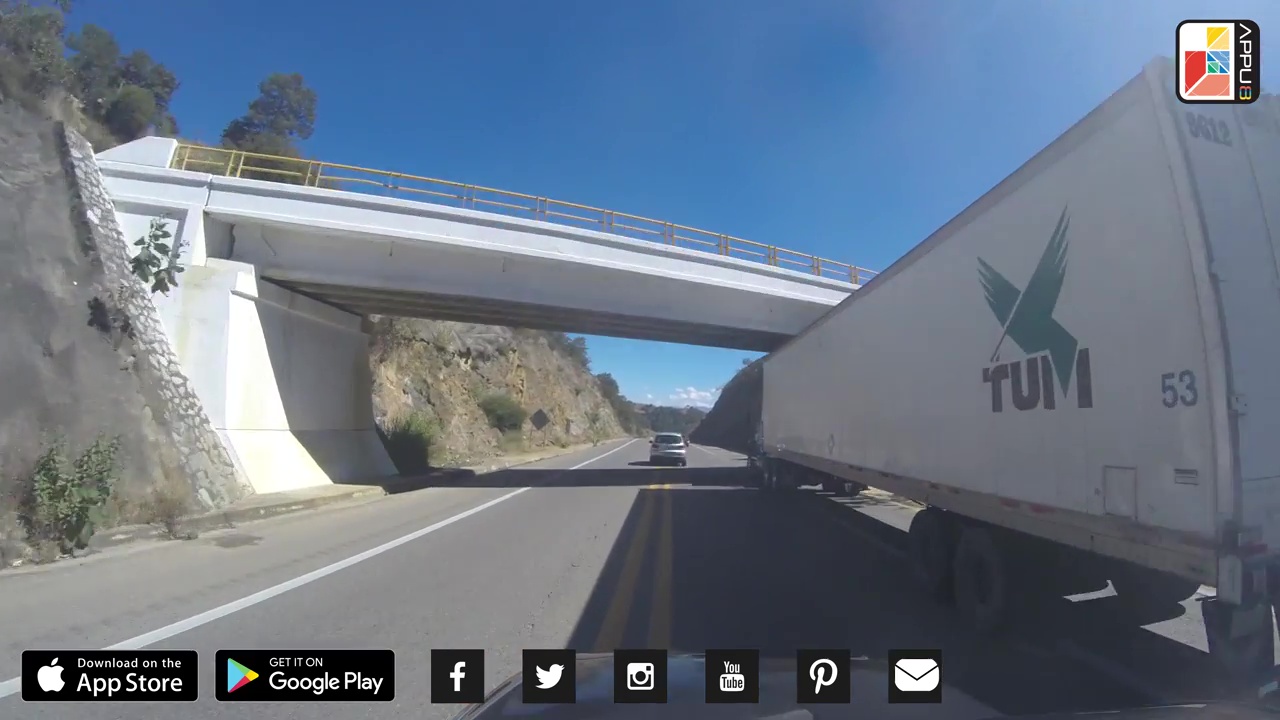 APPU8
8612
TUM
53
Download on the
App Store
GET IT ON
Google Play
You
Tube